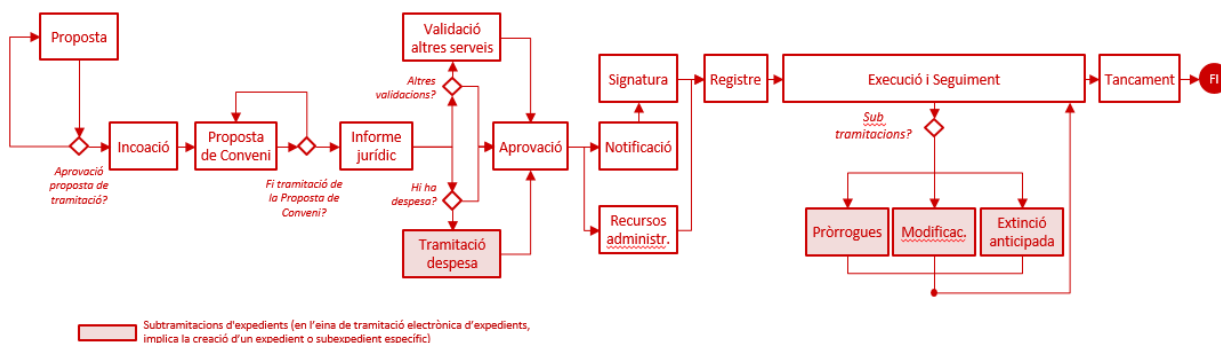 Proposta
Aprovació
proposta de
tramitació?
Incoació
Proposta
de Conveni
Fi tramitació de
la Proposta de
Conveni?
Informe
jurídic
Validació
altres serveis
Altres
validacions?
Hi ha
despesa?
Tramitació
despesa
Aprovació
Signatura
Notificació
Recursos
administr.
Registre
Execució i Seguiment
Sub
tramitacions?
Pròrrogues
Modificac.
Extinció
anticipada
Tancament
FI
Subtramitacions d'expedients (en l'eina de tramitació electrònica d'expedients,
implica la creació d'un expedient o subexpedient específic)